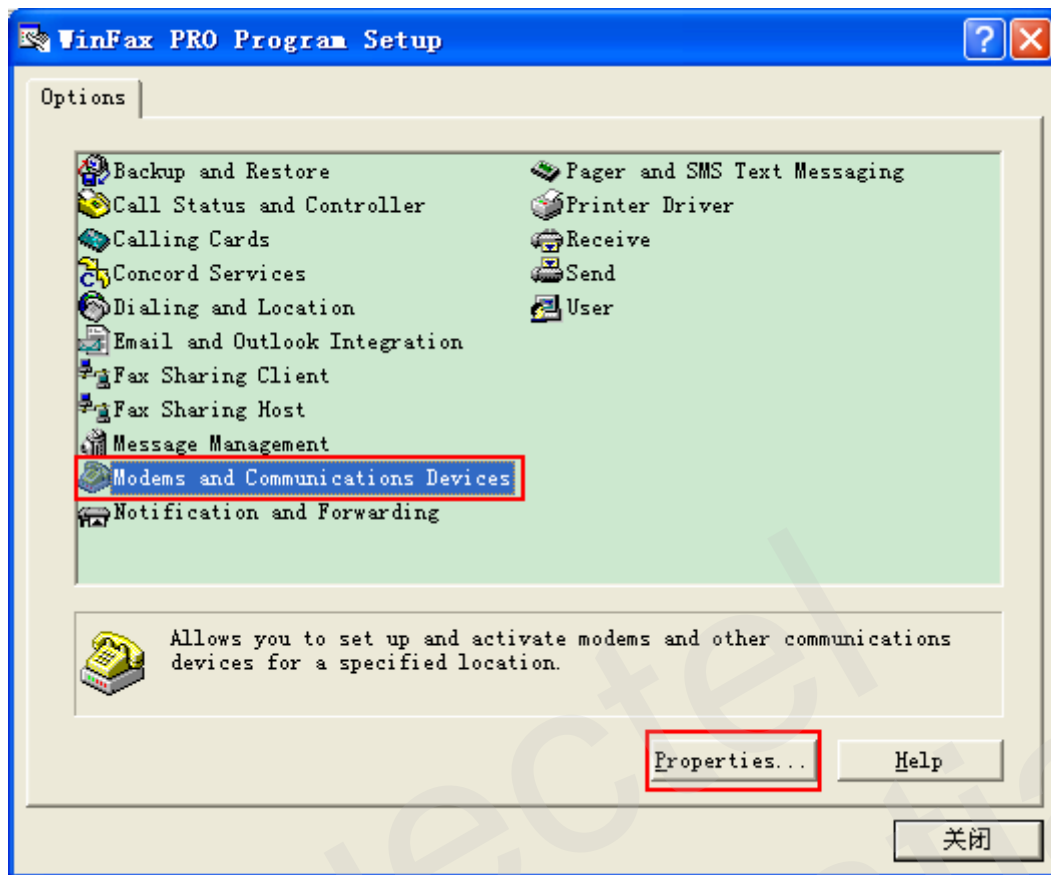 WinFax PRO Program Setup
Options
Backup and Restore
Call Status and Controller
Calling Cards
Concord Services
Dialing and Location
Email and Outlook Integration
Fax Sharing Client
Fax Sharing Host
Message Management
Modems and Communications Devices
Notification and Forwarding
Pager and SMS Text Messaging
Printer Driver
Receive
Send
User
Allows you to set up and activate modems and other communications
devices for a specified location.
Properties...
Help
关闭